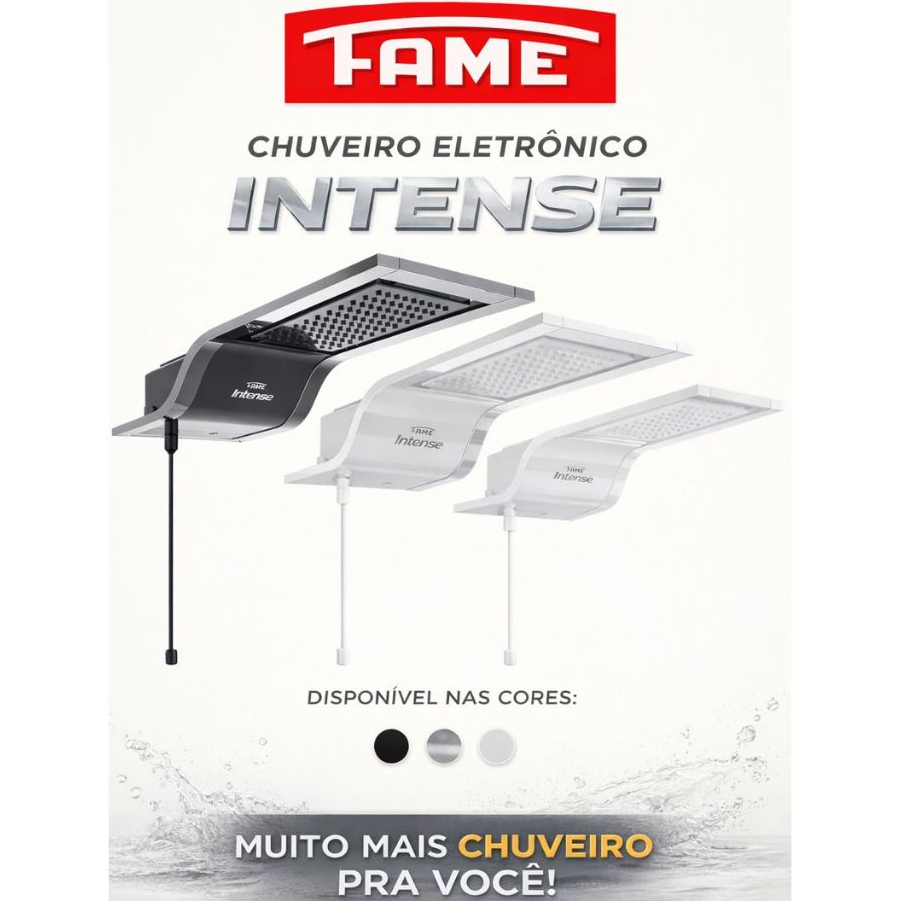 FAME
CHUVEIRO ELETRÔNICO
INTENSE
FAME
Intense
FAME
Intense
FAME
Intense
DISPONÍVEL NAS CORES:
MUITO MAIS CHUVEIRO
PRA VOCÊ!